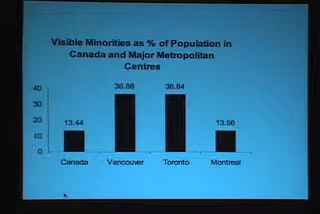 Visible Minorities as % of Population in
Canada and Major Metropolitan
Centres
40
30
20
10
0
13.44
36.88
36.84
13.56
Canada
Vancouver
Toronto
Montreal